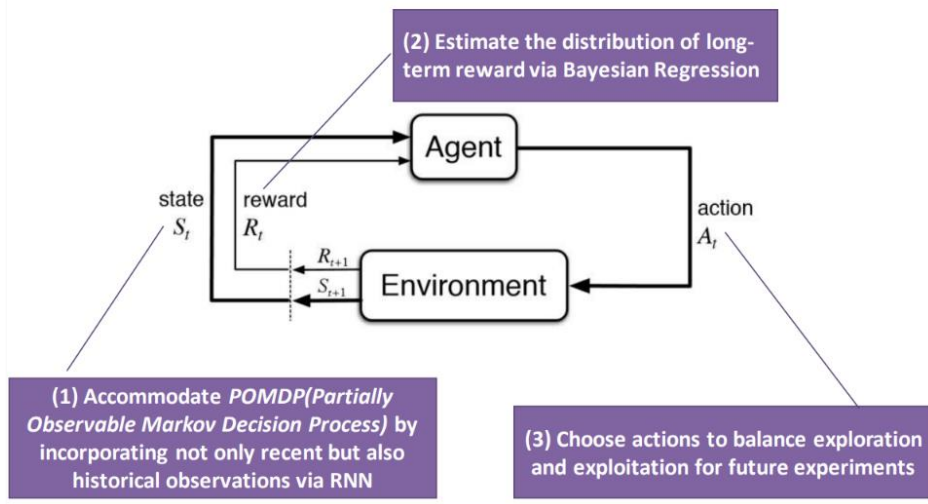 (2) Estimate the distribution of long-
term reward via Bayesian Regression
Agent
state
S_t
reward
R_t
action
A_t
R_{t+1}
S_{t+1}
Environment
(1) Accommodate POMDP(Partially
Observable Markov Decision Process) by
incorporating not only recent but also
historical observations via RNN
(3) Choose actions to balance exploration
and exploitation for future experiments